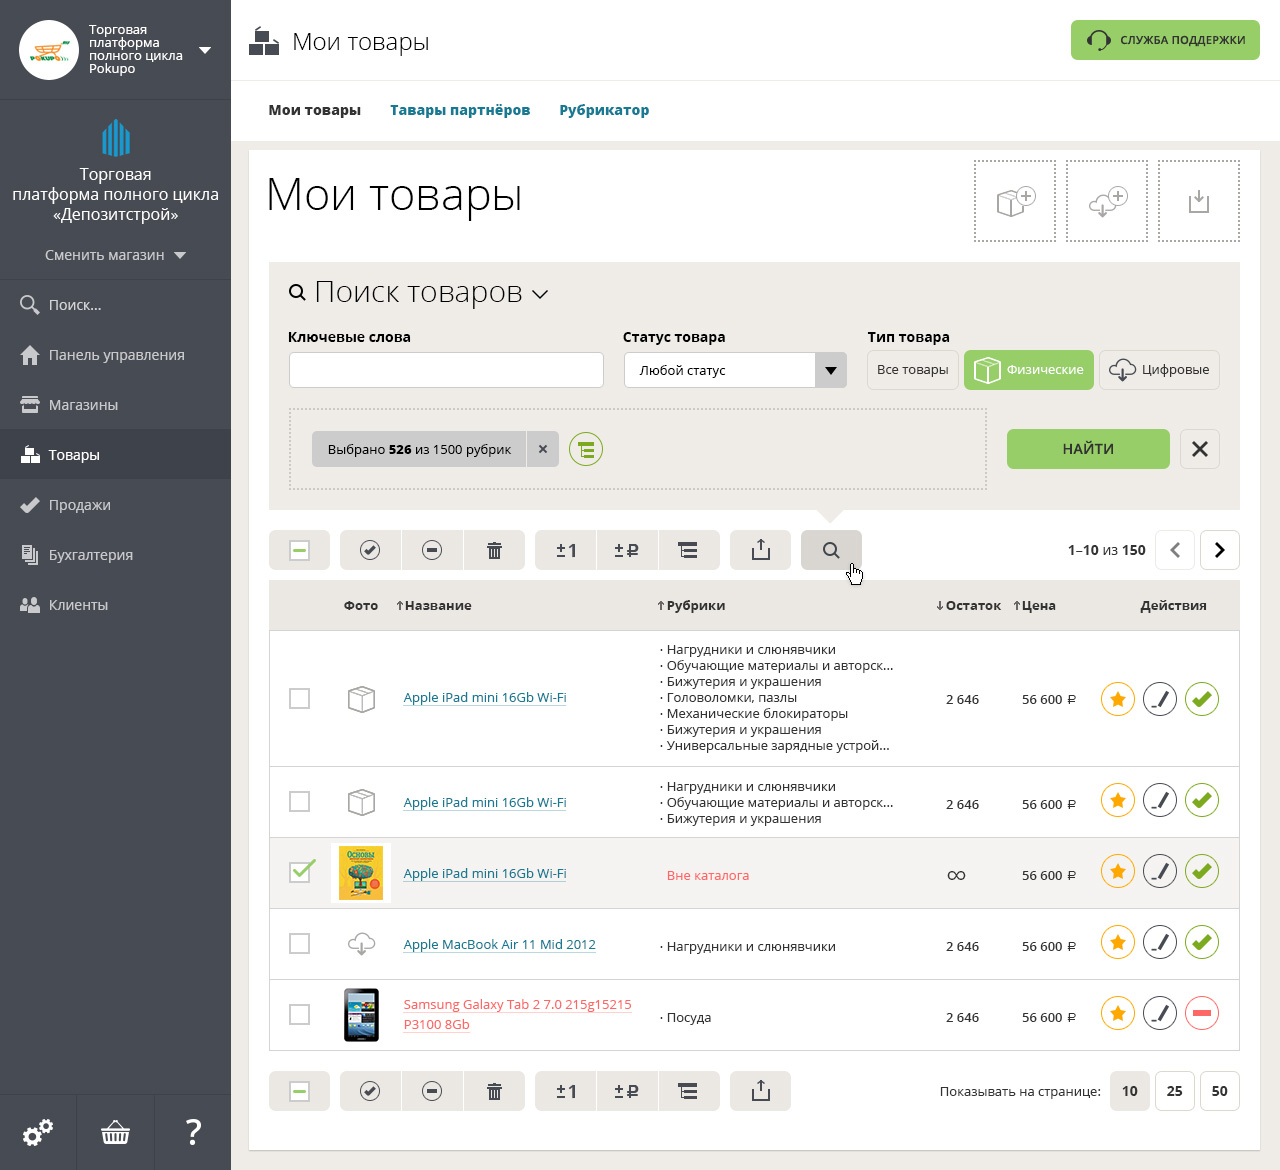 Торговая
платформа
полного цикла
Pokupo
POKUPO
Мои товары
СЛУЖБА ПОДДЕРЖКИ
Мои товары Тавары партнёров Рубрикатор
Торговая
платформа полного цикла
«Депозитстрой»
Сменить магазин
Поиск...
Панель управления
Магазины
Товары
Продажи
Бухгалтерия
Клиенты
?
Мои товары
Поиск товаров
Ключевые слова Статус товара Тип товара
Любой статус Все товары Физические Цифровые
Выбрано 526 из 1500 рубрик × НАЙТИ
±1 ±₽ 1–10 из 150
Фото ↑Название ↑Рубрики ↓Остаток ↑Цена Действия
· Нагрудники и слюнявчики
· Обучающие материалы и авторск...
· Бижутерия и украшения
Apple iPad mini 16Gb Wi-Fi · Головоломки, пазлы 2 646 56 600 ₽
· Механические блокираторы
· Бижутерия и украшения
· Универсальные зарядные устрой...
· Нагрудники и слюнявчики
Apple iPad mini 16Gb Wi-Fi · Обучающие материалы и авторск... 2 646 56 600 ₽
· Бижутерия и украшения
Основы
Apple iPad mini 16Gb Wi-Fi Вне каталога ∞ 56 600 ₽
Apple MacBook Air 11 Mid 2012 · Нагрудники и слюнявчики 2 646 56 600 ₽
Samsung Galaxy Tab 2 7.0 215g15215
P3100 8Gb · Посуда 2 646 56 600 ₽
±1 ±₽ Показывать на странице: 10 25 50